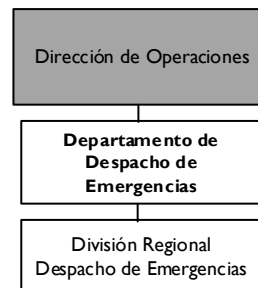 Dirección de Operaciones
Departamento de
Despacho de
Emergencias
División Regional
Despacho de Emergencias